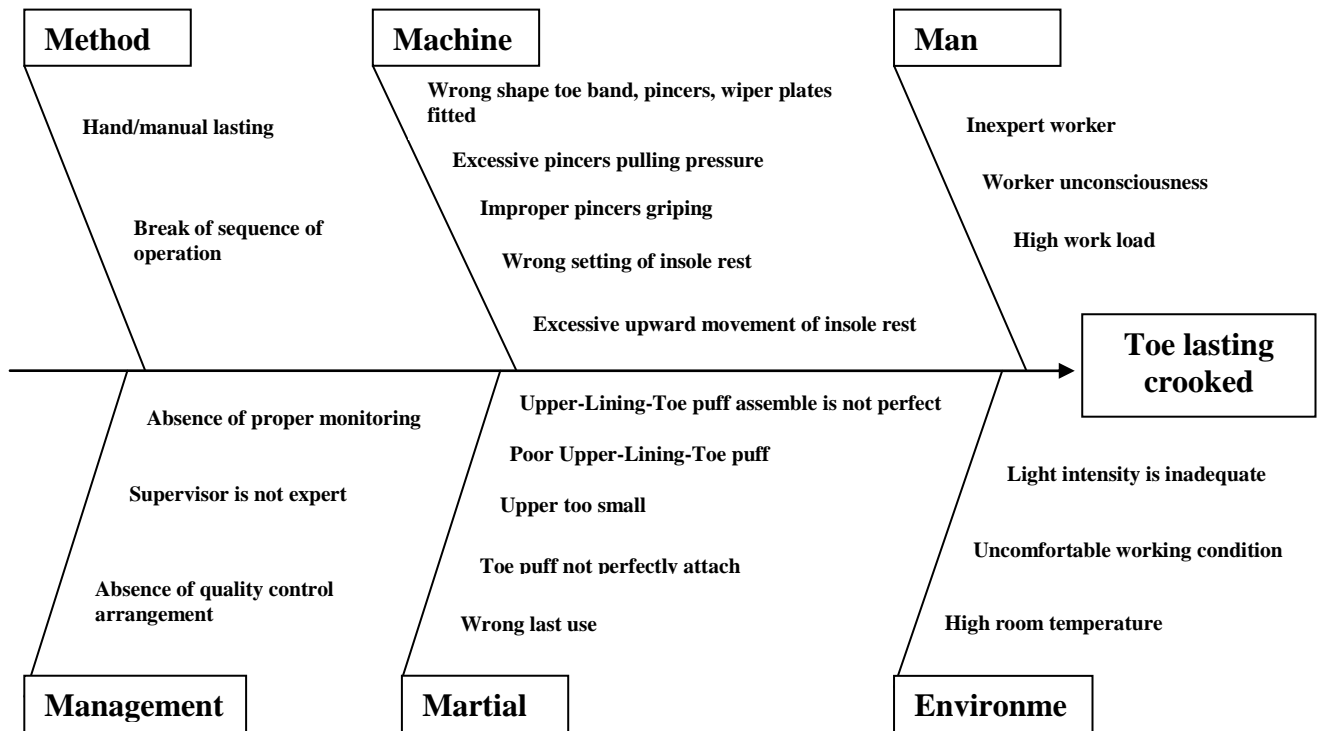 Method
Machine
Man
Wrong shape toe band, pincers, wiper plates
fitted
Hand/manual lasting
Inexpert worker
Excessive pincers pulling pressure
Worker unconsciousness
Improper pincers griping
Break of sequence of
operation
High work load
Wrong setting of insole rest
Excessive upward movement of insole rest
Toe lasting
crooked
Absence of proper monitoring
Upper-Lining-Toe puff assemble is not perfect
Poor Upper-Lining-Toe puff
Light intensity is inadequate
Supervisor is not expert
Upper too small
Uncomfortable working condition
Toe puff not perfectly attach
Absence of quality control
arrangement
Wrong last use
High room temperature
Management
Martial
Environme